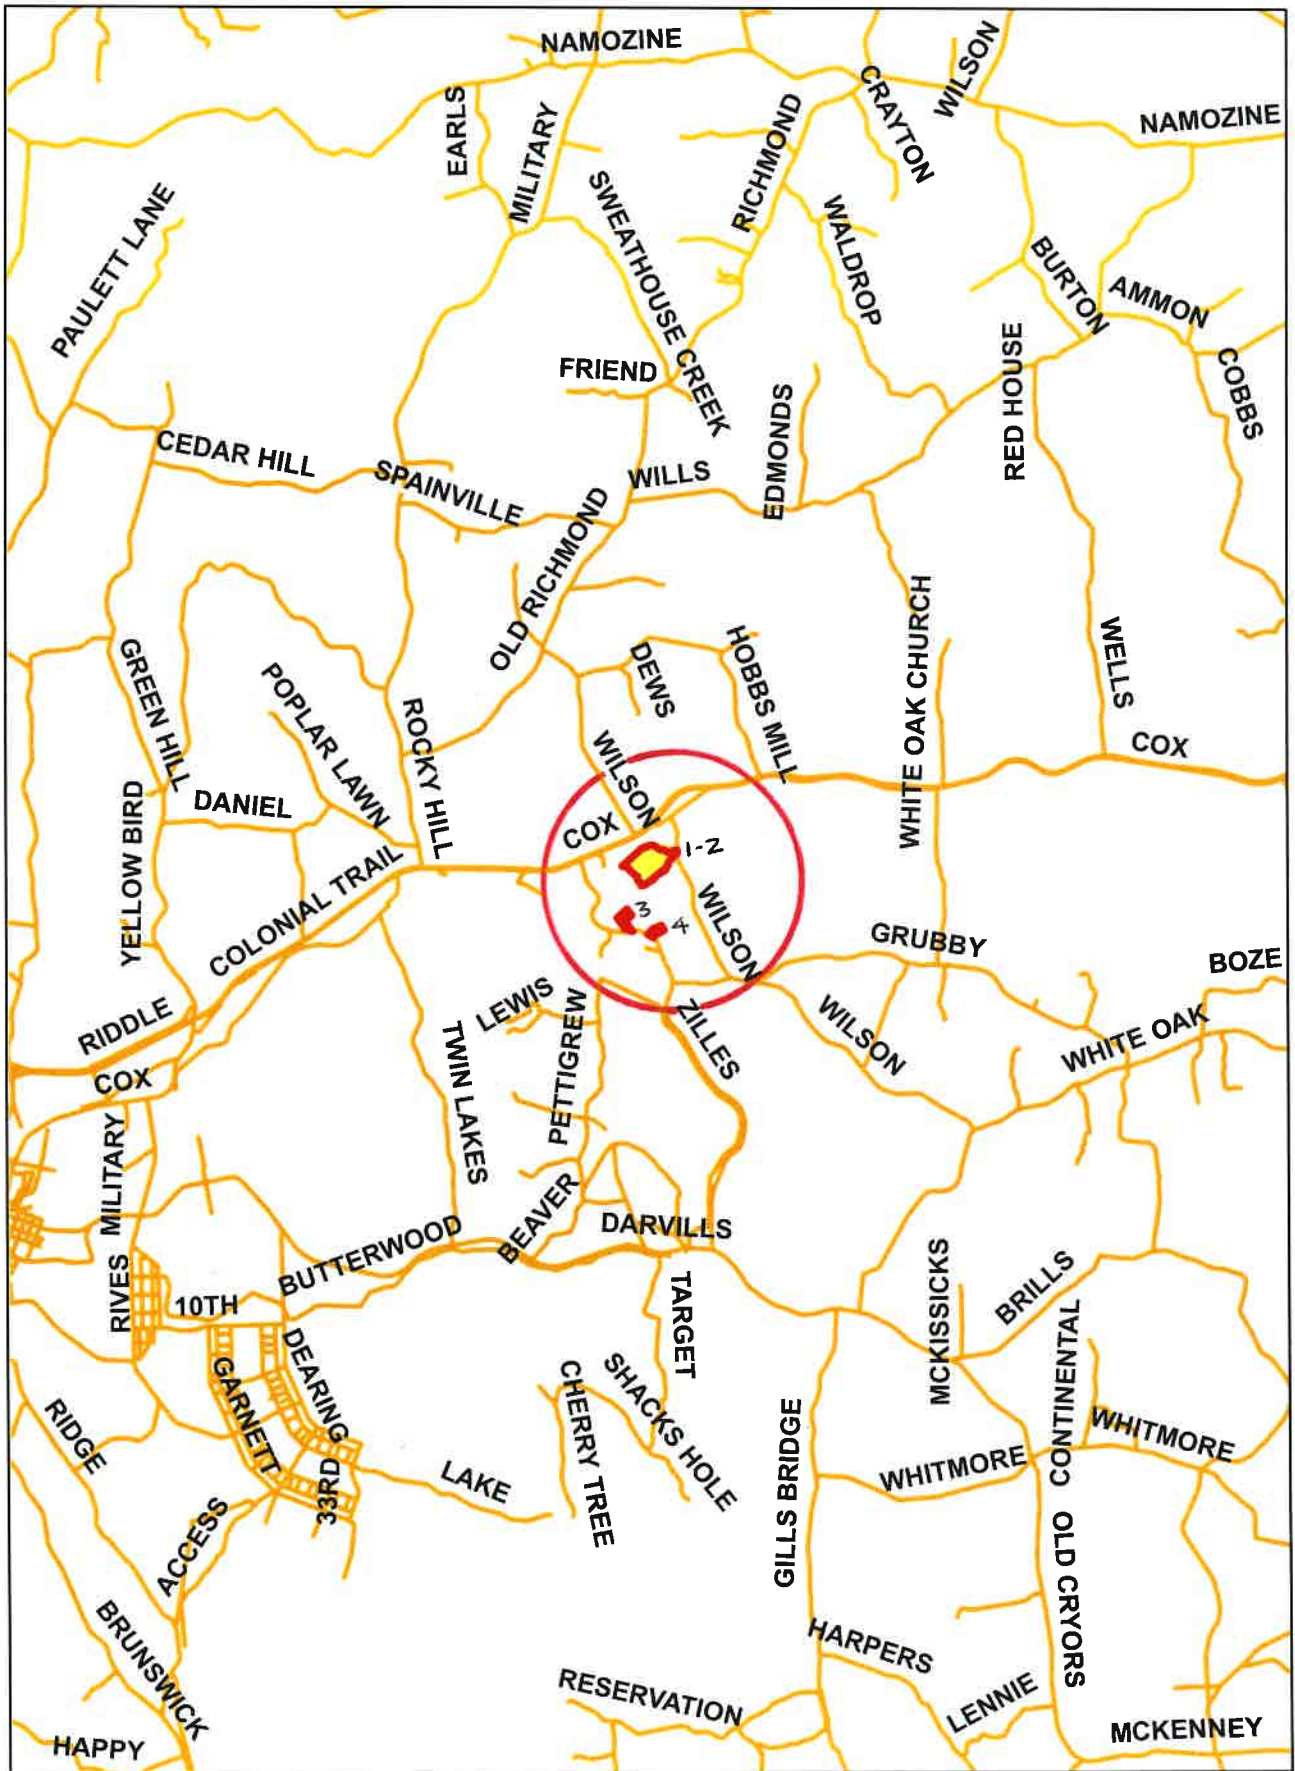 NAMOZINE
WILSON
CRAYTON
NAMOZINE
EARLS
MILITARY
RICHMOND
SWEATHOUSE CREEK
WALDROP
PAULETT LANE
BURTON
AMMON
RED HOUSE
COBBS
FRIEND
EDMONDS
CEDAR HILL
SPAINVILLE
WILLS
OLD RICHMOND
WHITE OAK CHURCH
WELLS
GREEN HILL
POPLAR LAWN
DEWS
HOBBS MILL
ROCKY HILL
WILSON
COX
YELLOW BIRD
DANIEL
COX
1-2
COLONIAL TRAIL
3
4
WILSON
GRUBBY
BOZE
RIDDLE
LEWIS
PETTIGREW
ZILLES
WILSON
WHITE OAK
COX
TWIN LAKES
MILITARY
BEAVER
DARVILLS
BUTTERWOOD
RIVES
10TH
TARGET
MCKISSICKS
BRILLS
CONTINENTAL
DEARING
GARNETT
CHERRY TREE
SHACKS HOLE
RIDGE
GILLS BRIDGE
WHITMORE
WHITMORE
LAKE
33RD
ACCESS
OLD CRYORS
BRUNSWICK
HARPERS
RESERVATION
LENNIE
MCKENNEY
HAPPY